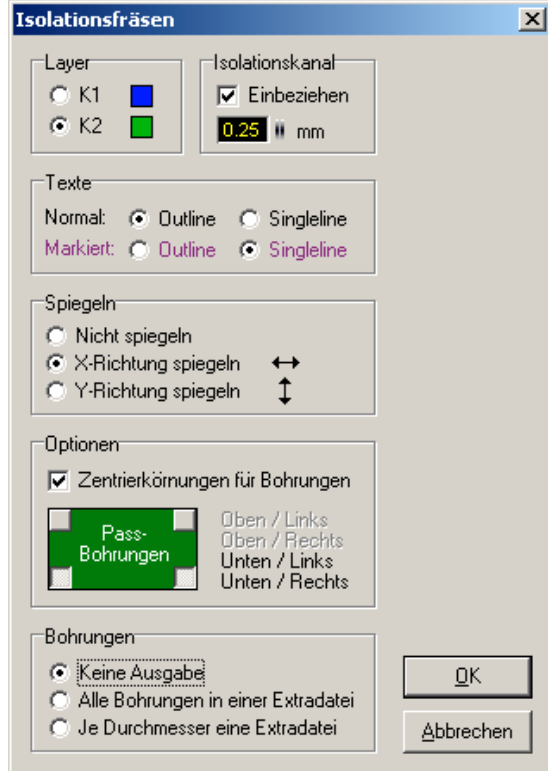 Isolationsfräsen
Layer
K1
K2
Isolationskanal
Einbeziehen
0.25 mm
Texte
Normal: Outline Singleline
Markiert: Outline Singleline
Spiegeln
Nicht spiegeln
X-Richtung spiegeln
Y-Richtung spiegeln
Optionen
Zentrierkörnungen für Bohrungen
Pass-
Bohrungen
Oben / Links
Oben / Rechts
Unten / Links
Unten / Rechts
Bohrungen
Keine Ausgabe
Alle Bohrungen in einer Extradatei
Je Durchmesser eine Extradatei
OK
Abbrechen